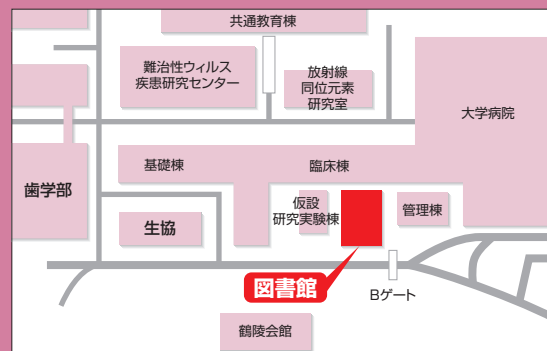 共通教育棟
難治性ウィルス
疾患研究センター
放射線
同位元素
研究室
大学病院
基礎棟
臨床棟
歯学部
仮設
研究実験棟
管理棟
生協
図書館
Bゲート
鶴陵会館